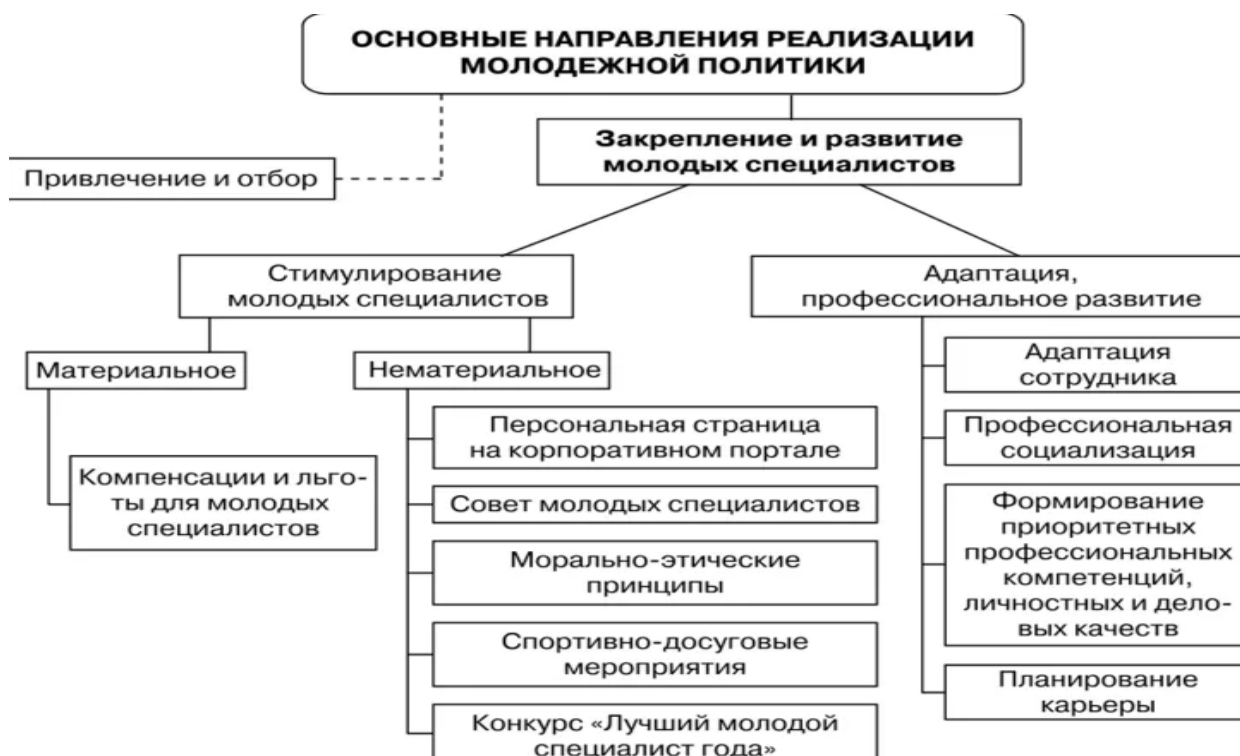 ОСНОВНЫЕ НАПРАВЛЕНИЯ РЕАЛИЗАЦИИ
МОЛОДЕЖНОЙ ПОЛИТИКИ
Закрепление и развитие
молодых специалистов
Привлечение и отбор
Стимулирование
молодых специалистов
Материальное
Компенсации и льго-
ты для молодых
специалистов
Нематериальное
Персональная страница
на корпоративном портале
Совет молодых специалистов
Морально-этические
принципы
Спортивно-досуговые
мероприятия
Конкурс «Лучший молодой
специалист года»
Адаптация,
профессиональное развитие
Адаптация
сотрудника
Профессиональная
социализация
Формирование
приоритетных
профессиональных
компетенций,
личностных и дело-
вых качеств
Планирование
карьеры